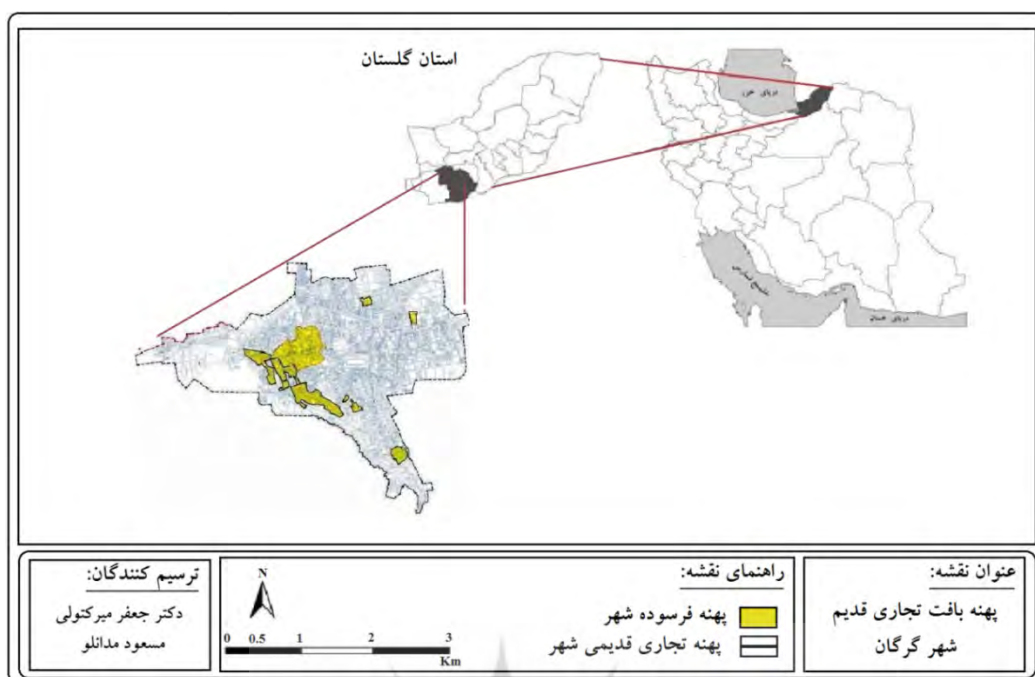 استان گلستان
دریای خزر
خلیج فارس
دریای عمان
عنوان نقشه:
پهنه بافت تجاری قدیم
شهر گرگان
راهنمای نقشه:
پهنه فرسوده شهر
پهنه تجاری قدیمی شهر
N
0 0.5 1 2 3
Km
ترسیم کنندگان:
دکتر جعفر میرکتولی
مسعود مدانلو